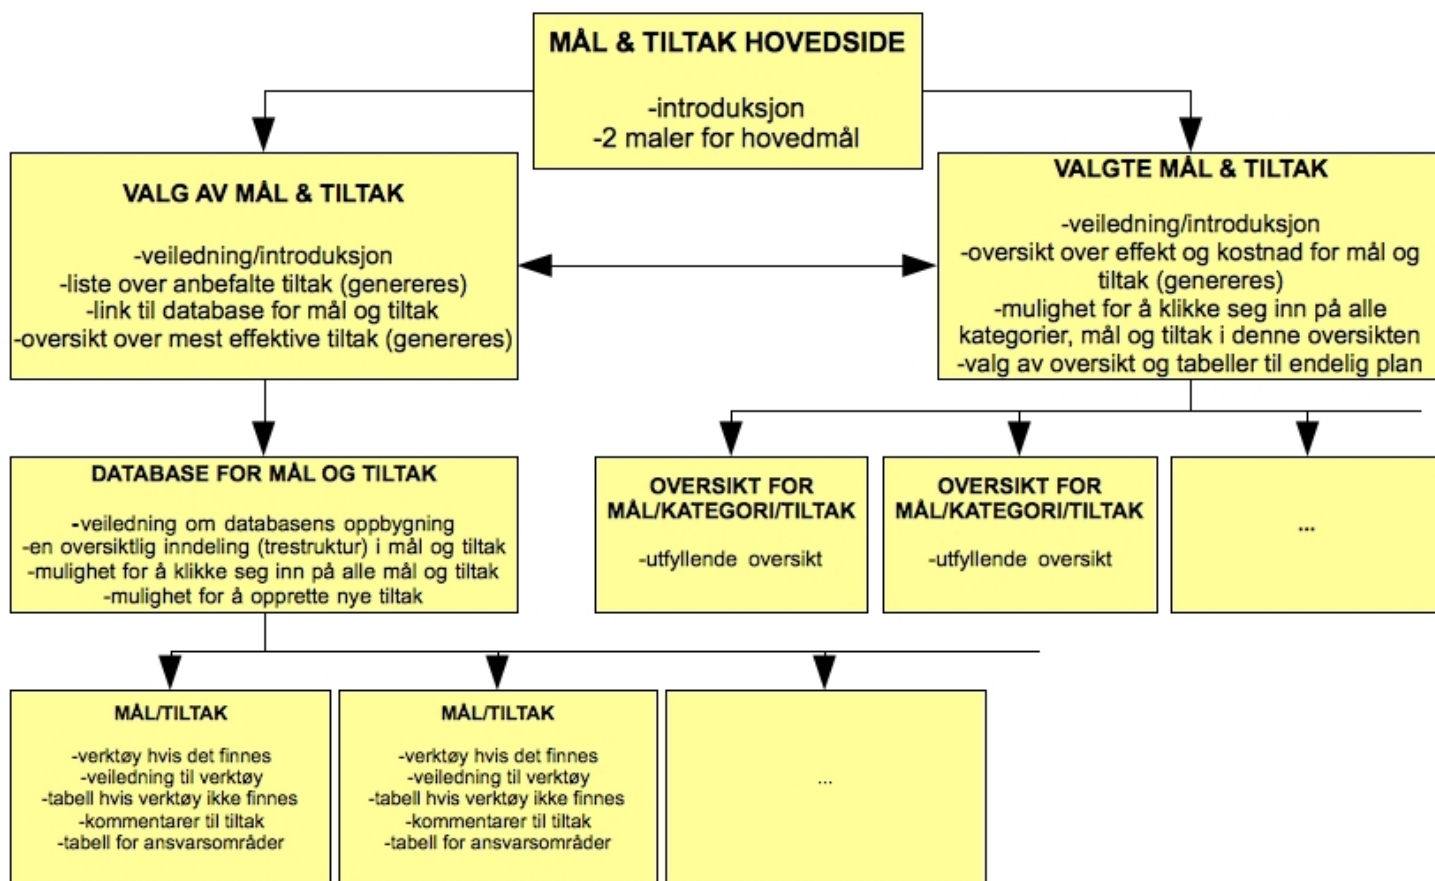 MÅL & TILTAK HOVEDSIDE
-introduksjon
-2 maler for hovedmål
VALG AV MÅL & TILTAK
-veiledning/introduksjon
-liste over anbefalte tiltak (genereres)
-link til database for mål og tiltak
-oversikt over mest effektive tiltak (genereres)
VALGTE MÅL & TILTAK
-veiledning/introduksjon
-oversikt over effekt og kostnad for mål og
tiltak (genereres)
-mulighet for å klikke seg inn på alle
kategorier, mål og tiltak i denne oversikten
-valg av oversikt og tabeller til endelig plan
DATABASE FOR MÅL OG TILTAK
-veiledning om databasens oppbygning
-en oversiktlig inndeling (trestruktur) i mål og tiltak
-mulighet for å klikke seg inn på alle mål og tiltak
-mulighet for å opprette nye tiltak
OVERSIKT FOR
MÅL/KATEGORI/TILTAK
-utfyllende oversikt
OVERSIKT FOR
MÅL/KATEGORI/TILTAK
-utfyllende oversikt
...
MÅL/TILTAK
-verktøy hvis det finnes
-veiledning til verktøy
-tabell hvis verktøy ikke finnes
-kommentarer til tiltak
-tabell for ansvarsområder
MÅL/TILTAK
-verktøy hvis det finnes
-veiledning til verktøy
-tabell hvis verktøy ikke finnes
-kommentarer til tiltak
-tabell for ansvarsområder
...